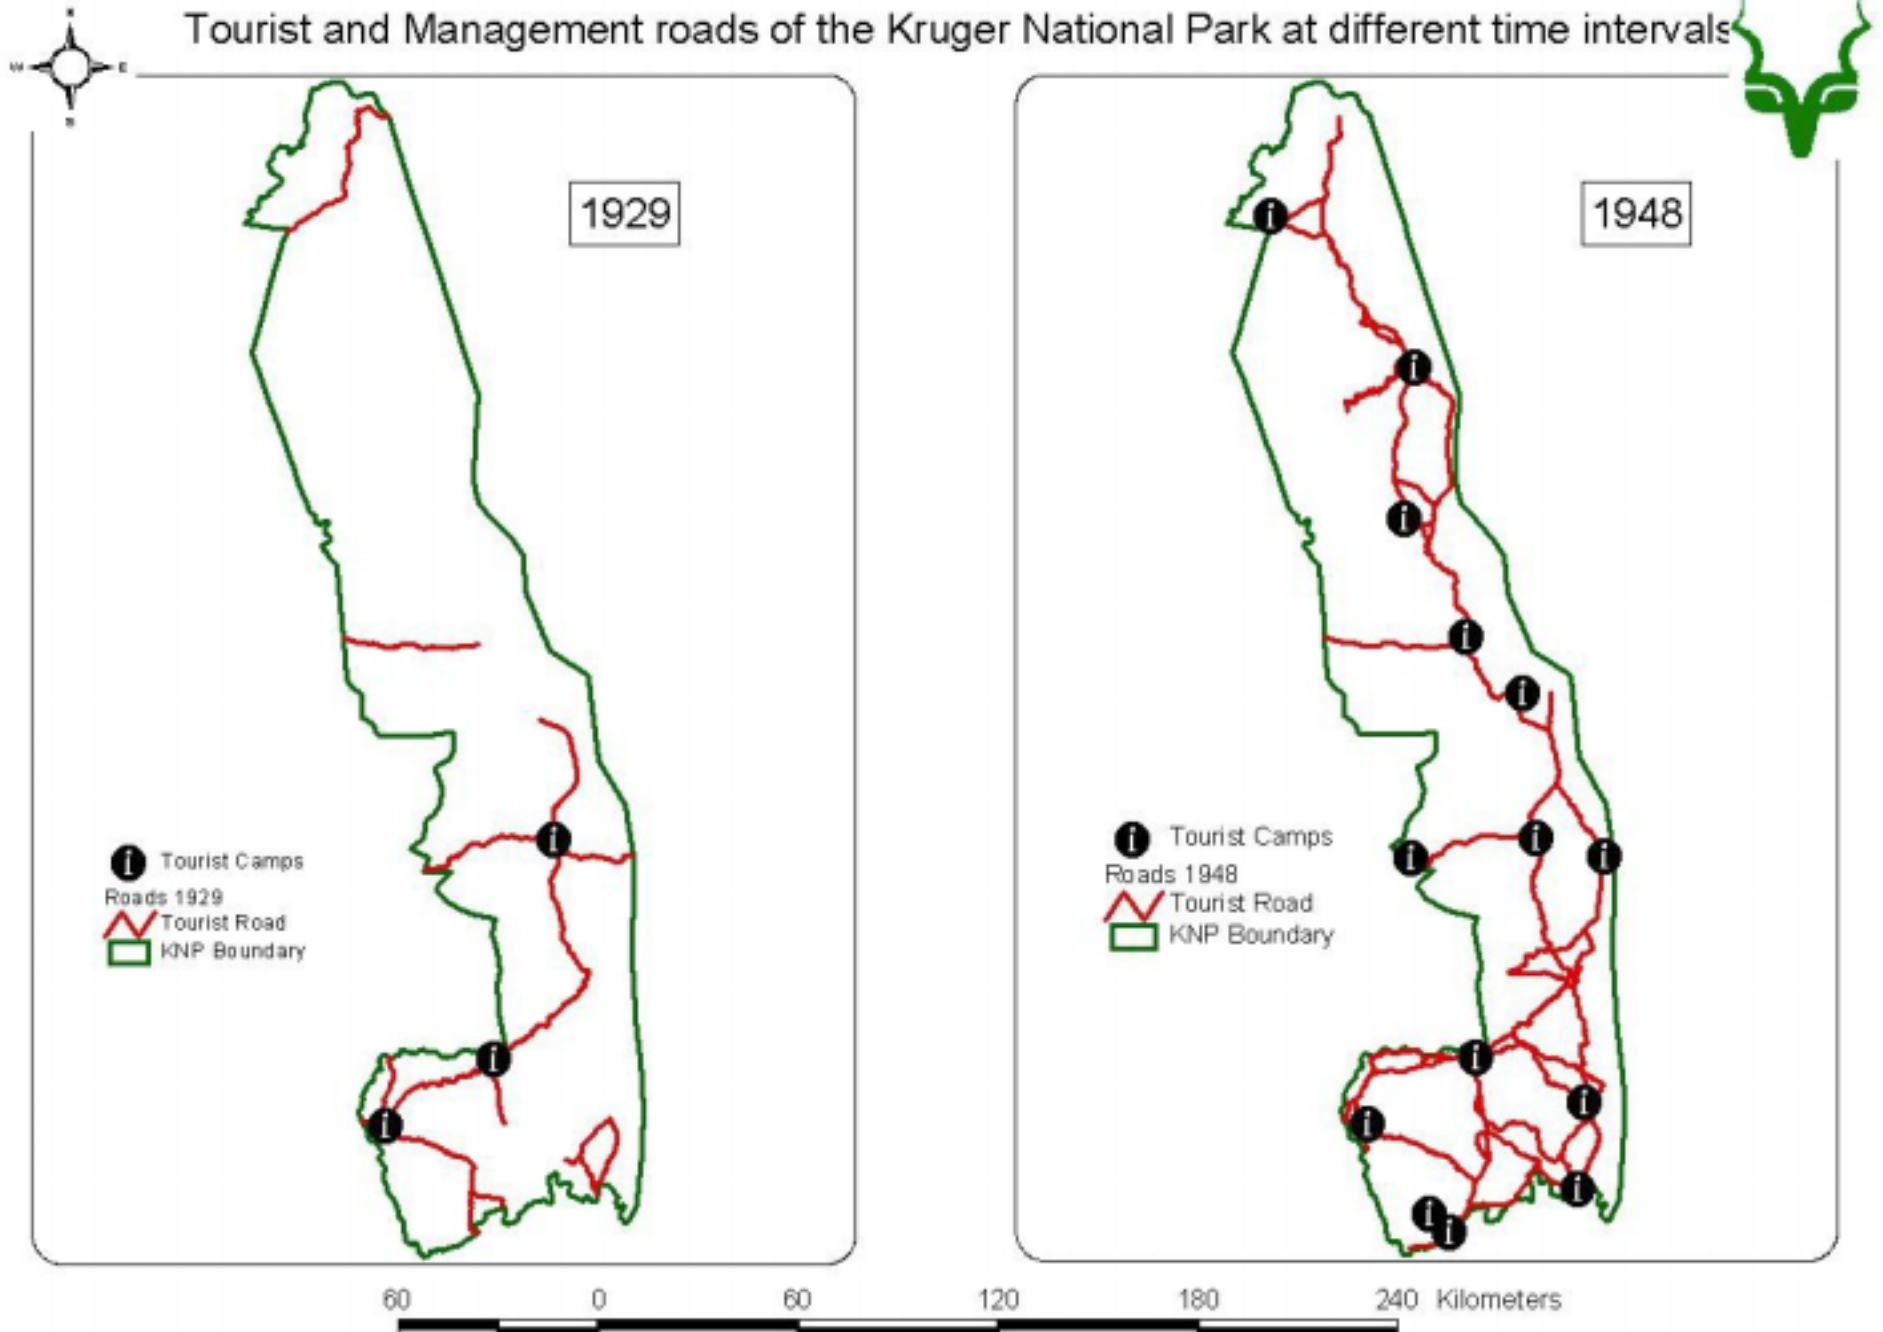 Tourist and Management roads of the Kruger National Park at different time intervals
N
W E
S
1929
1948
i Tourist Camps
Roads 1929
Tourist Road
KNP Boundary
i Tourist Camps
Roads 1948
Tourist Road
KNP Boundary
60 0 60 120 180 240 Kilometers